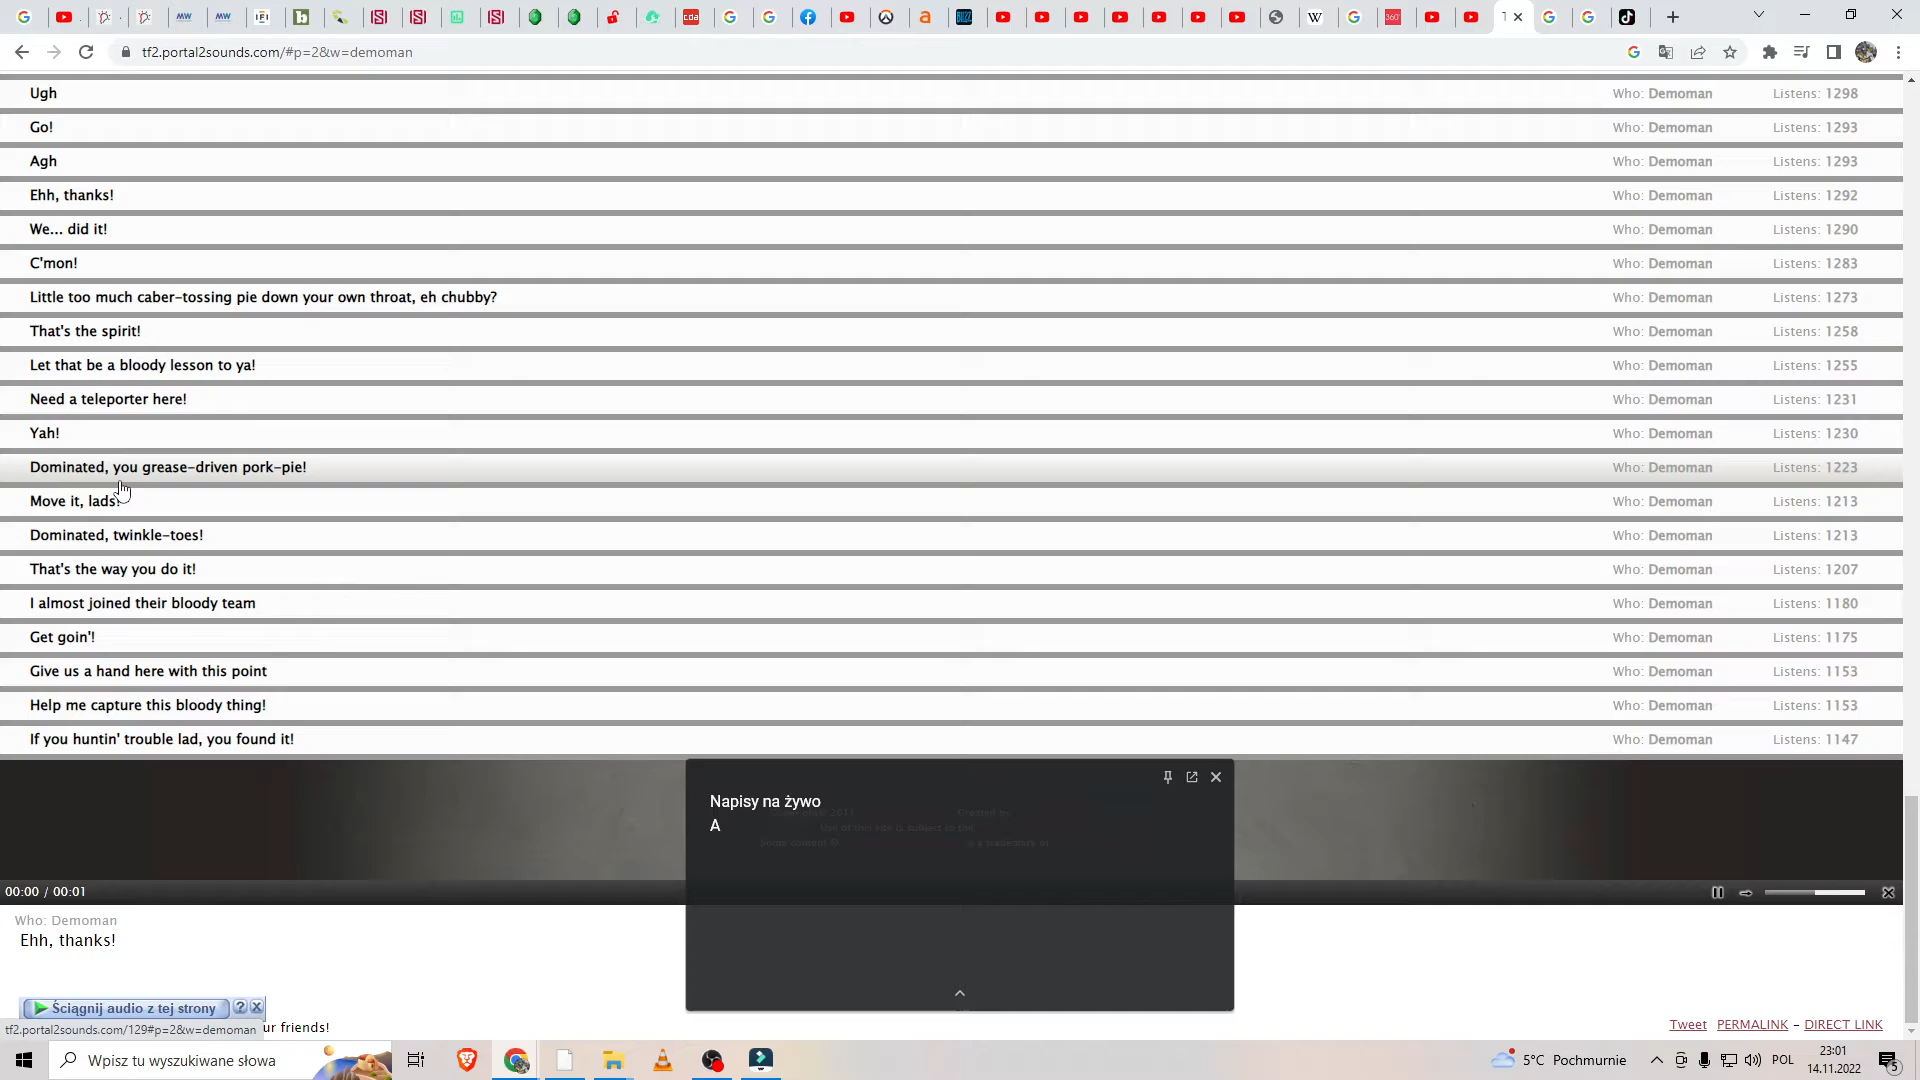 tf2.portal2sounds.com/#p=2&w=demoman
Ugh Who: Demoman Listens: 1298
Go! Who: Demoman Listens: 1293
Agh Who: Demoman Listens: 1293
Ehh, thanks! Who: Demoman Listens: 1292
We... did it! Who: Demoman Listens: 1290
C'mon! Who: Demoman Listens: 1283
Little too much caber-tossing pie down your own throat, eh chubby? Who: Demoman Listens: 1273
That's the spirit! Who: Demoman Listens: 1258
Let that be a bloody lesson to ya! Who: Demoman Listens: 1255
Need a teleporter here! Who: Demoman Listens: 1231
Yah! Who: Demoman Listens: 1230
Dominated, you grease-driven pork-pie! Who: Demoman Listens: 1223
Move it, lads! Who: Demoman Listens: 1213
Dominated, twinkle-toes! Who: Demoman Listens: 1213
That's the way you do it! Who: Demoman Listens: 1207
I almost joined their bloody team Who: Demoman Listens: 1180
Get goin'! Who: Demoman Listens: 1175
Give us a hand here with this point Who: Demoman Listens: 1153
Help me capture this bloody thing! Who: Demoman Listens: 1153
If you huntin' trouble lad, you found it! Who: Demoman Listens: 1147
Napisy na żywo
A
00:00 / 00:01
Who: Demoman
Ehh, thanks!
Ściągnij audio z tej strony ? X
tf2.portal2sounds.com/129#p=2&w=demoman
ur friends!
Tweet PERMALINK - DIRECT LINK
Wpisz tu wyszukiwane słowa
5°C Pochmurnie
POL
23:01
14.11.2022
5